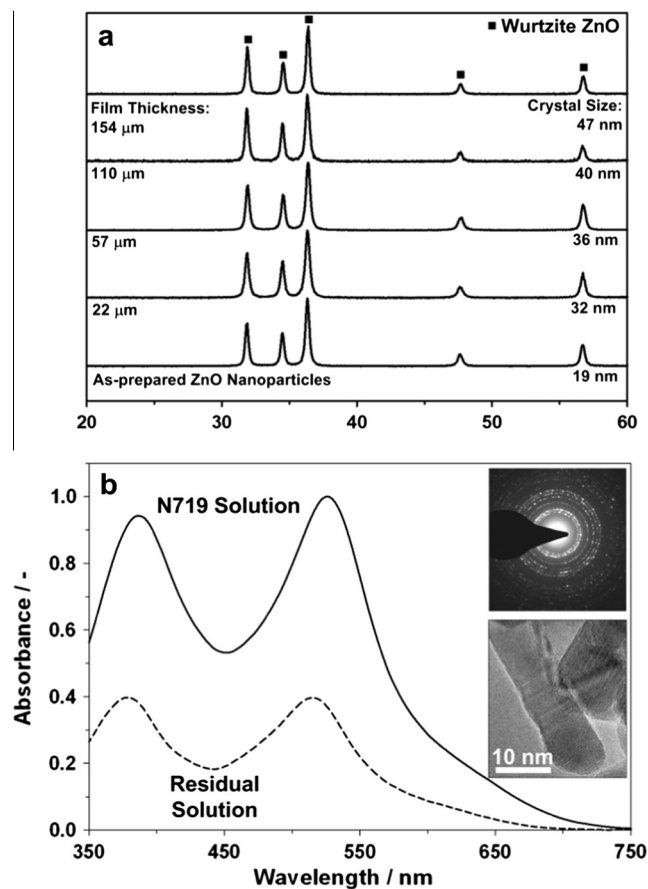 a
■ Wurtzite ZnO
Film Thickness:
Crystal Size:
154 μm
47 nm
110 μm
40 nm
57 μm
36 nm
22 μm
32 nm
As-prepared ZnO Nanoparticles
19 nm
20 30 40 50 60
b
N719 Solution
1.0
0.8
0.6
0.4
0.2
0.0
Absorbance / -
10 nm
Residual
Solution
350 450 550 650 750
Wavelength / nm